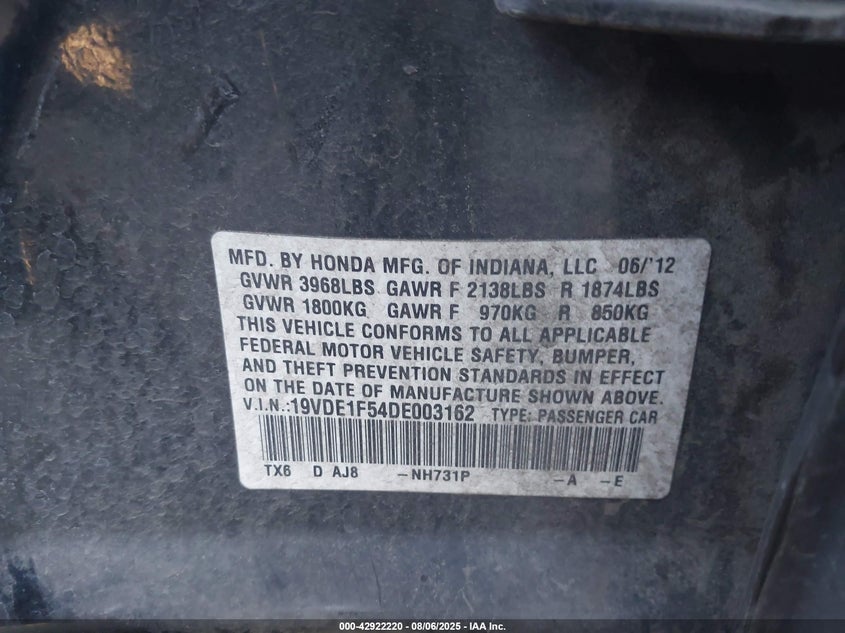 MFD. BY HONDA MFG. OF INDIANA, LLC 06/'12
GVWR 3968LBS GAWR F 2138LBS R 1874LBS
GVWR 1800KG GAWR F 970KG R 850KG
THIS VEHICLE CONFORMS TO ALL APPLICABLE
FEDERAL MOTOR VEHICLE SAFETY, BUMPER,
AND THEFT PREVENTION STANDARDS IN EFFECT
ON THE DATE OF MANUFACTURE SHOWN ABOVE.
V.I.N.:19VDE1F54DE003162 TYPE: PASSENGER CAR
TX6 D AJ8 -NH731P -A -E
000-42922220 - 08/06/2025 - IAA Inc.